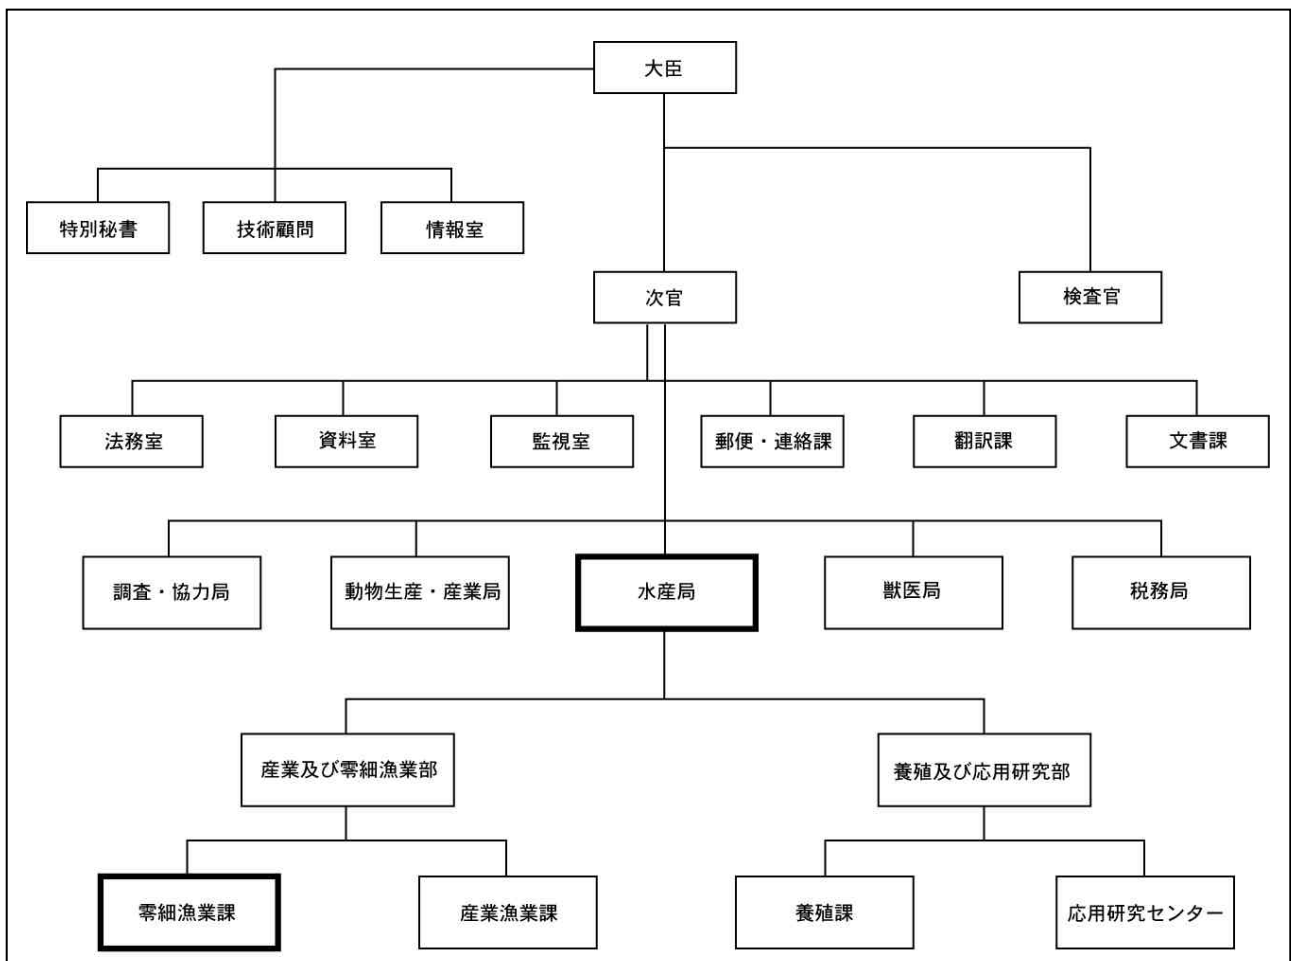 大臣
特別秘書
技術顧問
情報室
次官
検査官
法務室
資料室
監視室
郵便・連絡課
翻訳課
文書課
調査・協力局
動物生産・産業局
水産局
獣医局
税務局
産業及び零細漁業部
養殖及び応用研究部
零細漁業課
産業漁業課
養殖課
応用研究センター